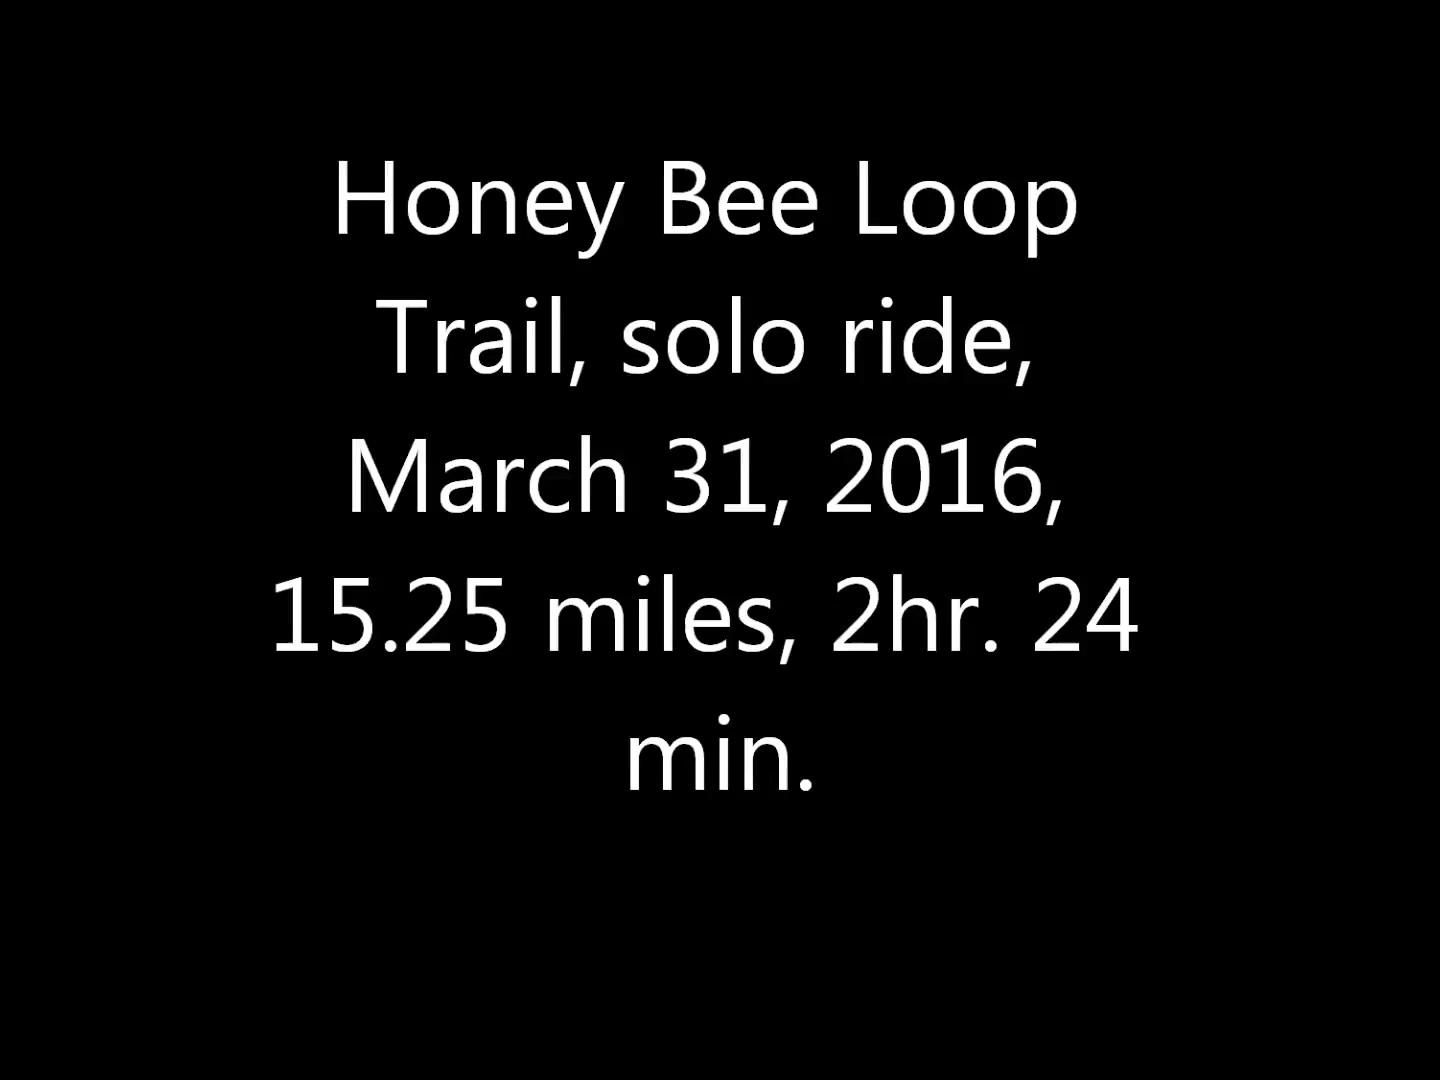 Honey Bee Loop
Trail, solo ride,
March 31, 2016,
15.25 miles, 2hr. 24
min.